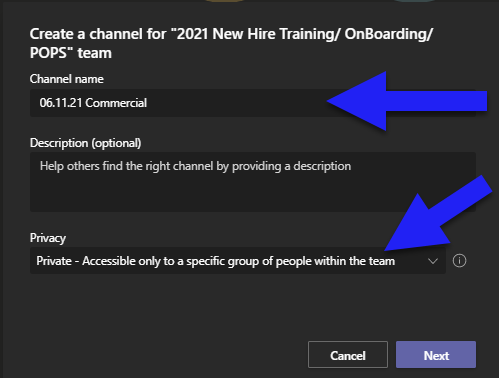 Create a channel for "2021 New Hire Training/ OnBoarding/
POPS" team
Channel name
06.11.21 Commercial
Description (optional)
Help others find the right channel by providing a description
Privacy
Private - Accessible only to a specific group of people within the team
Cancel
Next